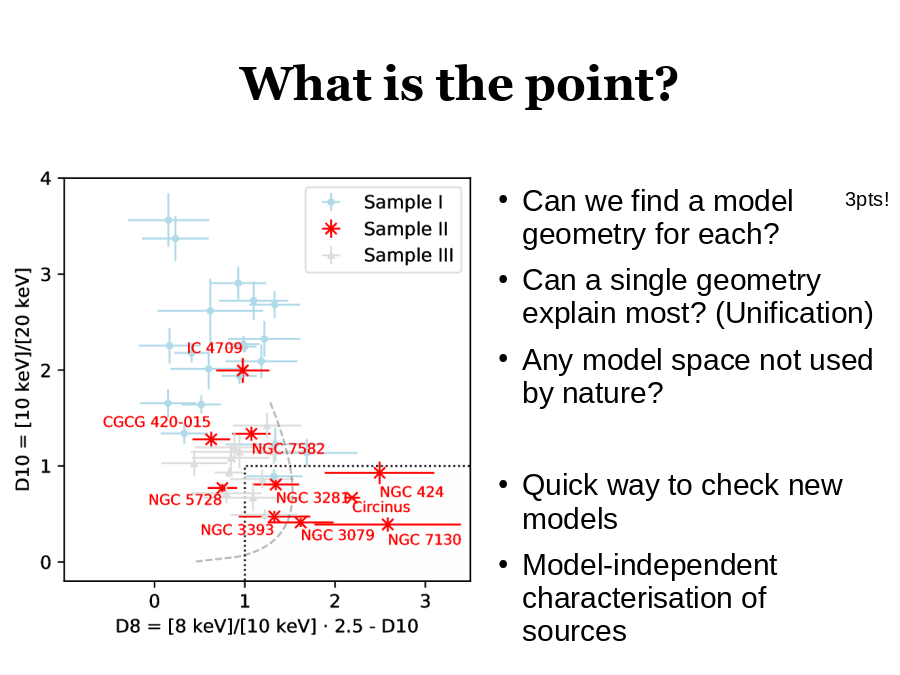 What is the point?
4
3
2
1
0
D10 = [10 keV]/[20 keV]
Sample I
Sample II
Sample III
IC 4709
CGCG 420-015
NGC 7582
NGC 5728
NGC 3281
NGC 424
Circinus
NGC 3393
NGC 3079
NGC 7130
0 1 2 3
D8 = [8 keV]/[10 keV] · 2.5 - D10
• Can we find a model
geometry for each?
3pts!
• Can a single geometry
explain most? (Unification)
• Any model space not used
by nature?
• Quick way to check new
models
• Model-independent
characterisation of
sources